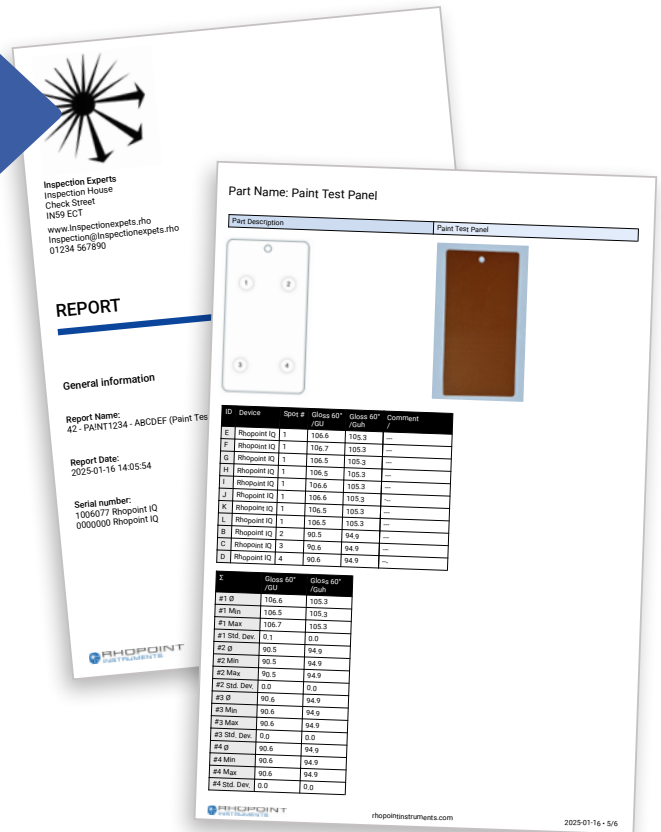 Inspection Experts
Inspection House
Check Street
IN59 ECT
www.Inspectionexpets.rho
Inspection@Inspectionexpets.rho
01234 567890
REPORT
General information
Report Name:
42 - PA!NT1234 - ABCDEF (Paint Tes
Report Date:
2025-01-16 14:05:54
Serial number:
1006077 Rhopoint IQ
0000000 Rhopoint IQ
RHOPOINT
INSTRUMENTS
Part Name: Paint Test Panel
Part Description Paint Test Panel
1 2
3 4
ID Device Spot # Gloss 60° Gloss 60° Comment
/GU /Guh /
E Rhopoint IQ 1 106.6 105.3 ---
F Rhopoint IQ 1 106.7 105.3 ---
G Rhopoint IQ 1 106.5 105.3 ---
H Rhopoint IQ 1 106.5 105.3 ---
I Rhopoint IQ 1 106.6 105.3 ---
J Rhopoint IQ 1 106.6 105.3 ---
K Rhopoint IQ 1 106.5 105.3 ---
L Rhopoint IQ 1 106.5 105.3 ---
B Rhopoint IQ 2 90.5 94.9 ---
C Rhopoint IQ 3 90.6 94.9 ---
D Rhopoint IQ 4 90.6 94.9 ---
Σ Gloss 60° Gloss 60°
/GU /Guh
#1 Ø 106.6 105.3
#1 Min 106.5 105.3
#1 Max 106.7 105.3
#1 Std. Dev. 0.1 0.0
#2 Ø 90.5 94.9
#2 Min 90.5 94.9
#2 Max 90.5 94.9
#2 Std. Dev. 0.0 0.0
#3 Ø 90.6 94.9
#3 Min 90.6 94.9
#3 Max 90.6 94.9
#3 Std. Dev. 0.0 0.0
#4 Ø 90.6 94.9
#4 Min 90.6 94.9
#4 Max 90.6 94.9
#4 Std. Dev. 0.0 0.0
RHOPOINT
INSTRUMENTS
rhopointinstruments.com
2025-01-16 • 5/6